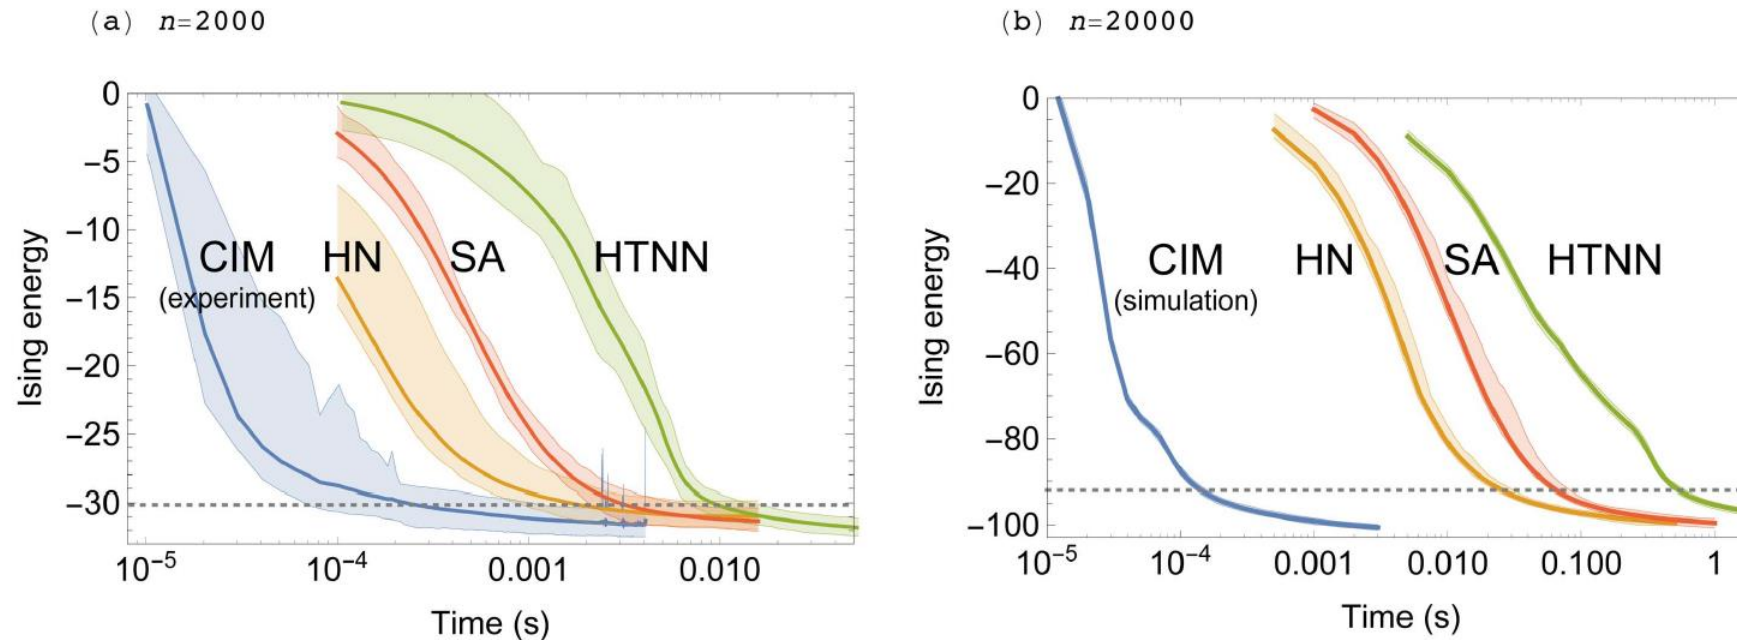 (a) n=2000
0
−5
−10
−15
−20
−25
−30
Ising energy
CIM
(experiment)
HN
SA
HTNN
10⁻⁵
10⁻⁴
0.001
0.010
Time (s)
(b) n=20000
0
−20
−40
−60
−80
−100
Ising energy
CIM
(simulation)
HN
SA
HTNN
10⁻⁵
10⁻⁴
0.001
0.010
0.100
1
Time (s)